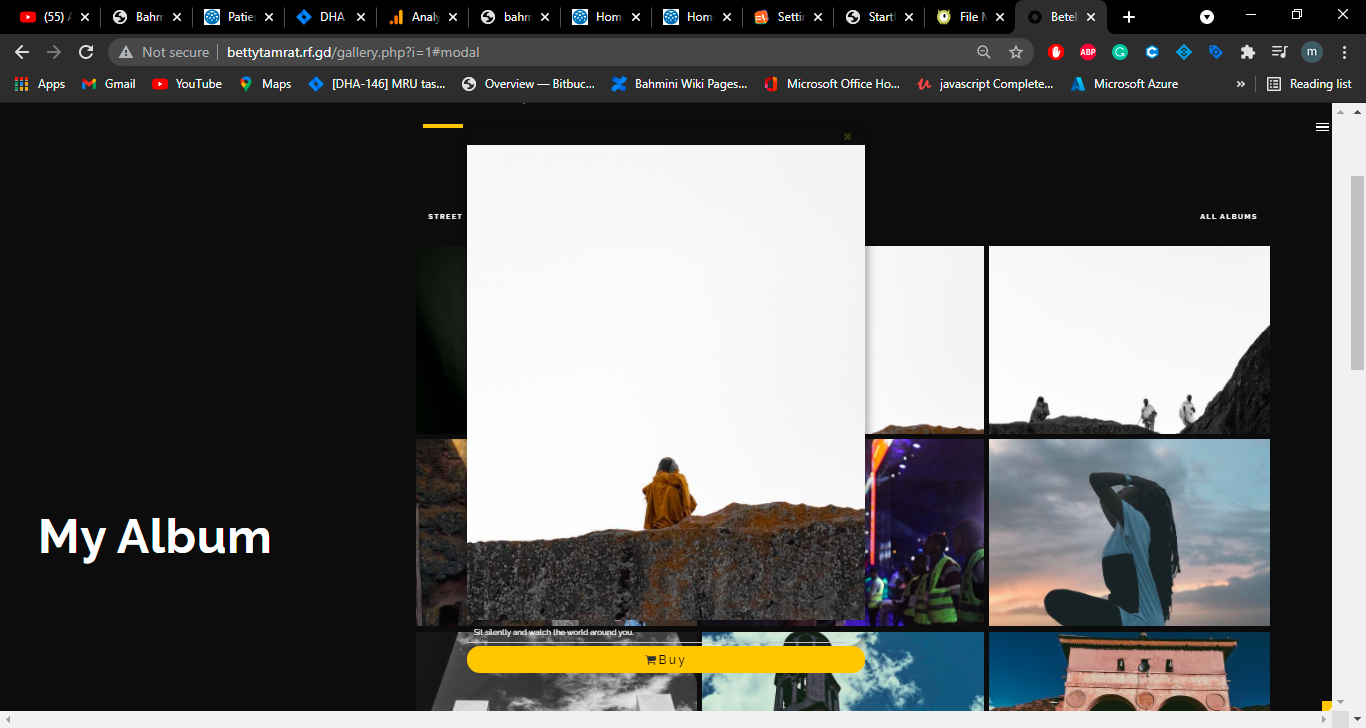 (55) A
Bahm
Patie
DHA
Analy
bahm
Hom
Hom
Settin
Start
File M
Betel
Not secure
bettytamrat.rf.gd/gallery.php?i=1#modal
ABP
m
Apps
Gmail
YouTube
Maps
[DHA-146] MRU tas...
Overview — Bitbuc...
Bahmini Wiki Pages...
Microsoft Office Ho...
javascript Complete...
Microsoft Azure
»
Reading list
STREET
ALL ALBUMS
My Album
Sit silently and watch the world around you.
Buy